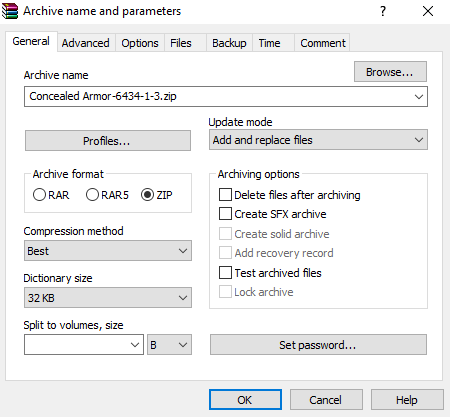 Archive name and parameters
?
General Advanced Options Files Backup Time Comment
Archive name
Browse...
Concealed Armor-6434-1-3.zip
Update mode
Profiles...
Add and replace files
Archive format
RAR RAR5 ZIP
Archiving options
Delete files after archiving
Create SFX archive
Create solid archive
Add recovery record
Test archived files
Lock archive
Compression method
Best
Dictionary size
32 KB
Split to volumes, size
B
Set password...
OK Cancel Help